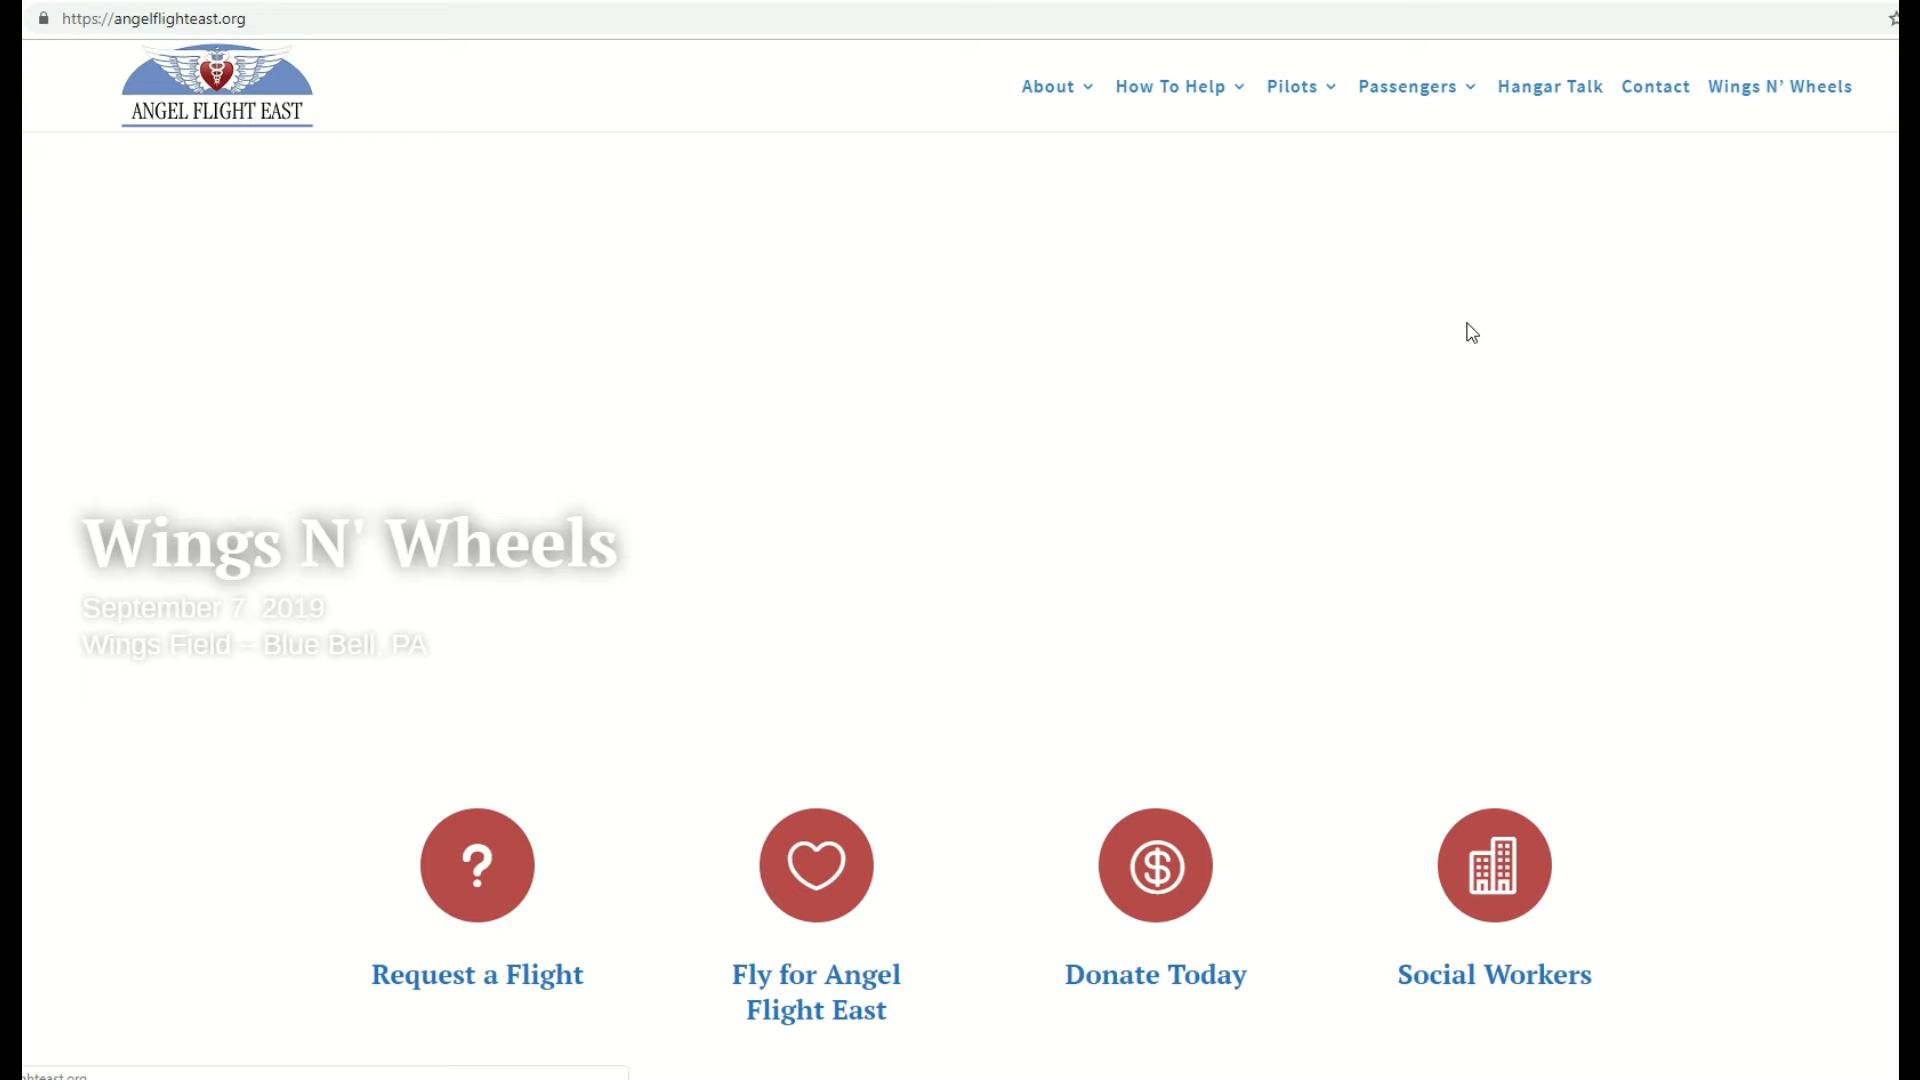 https://angelflighteast.org
ANGEL FLIGHT EAST
About How To Help Pilots Passengers Hangar Talk Contact Wings N’ Wheels
Wings N' Wheels
September 7, 2019
Wings Field – Blue Bell, PA
?
$
Request a Flight
Fly for Angel
Flight East
Donate Today
Social Workers